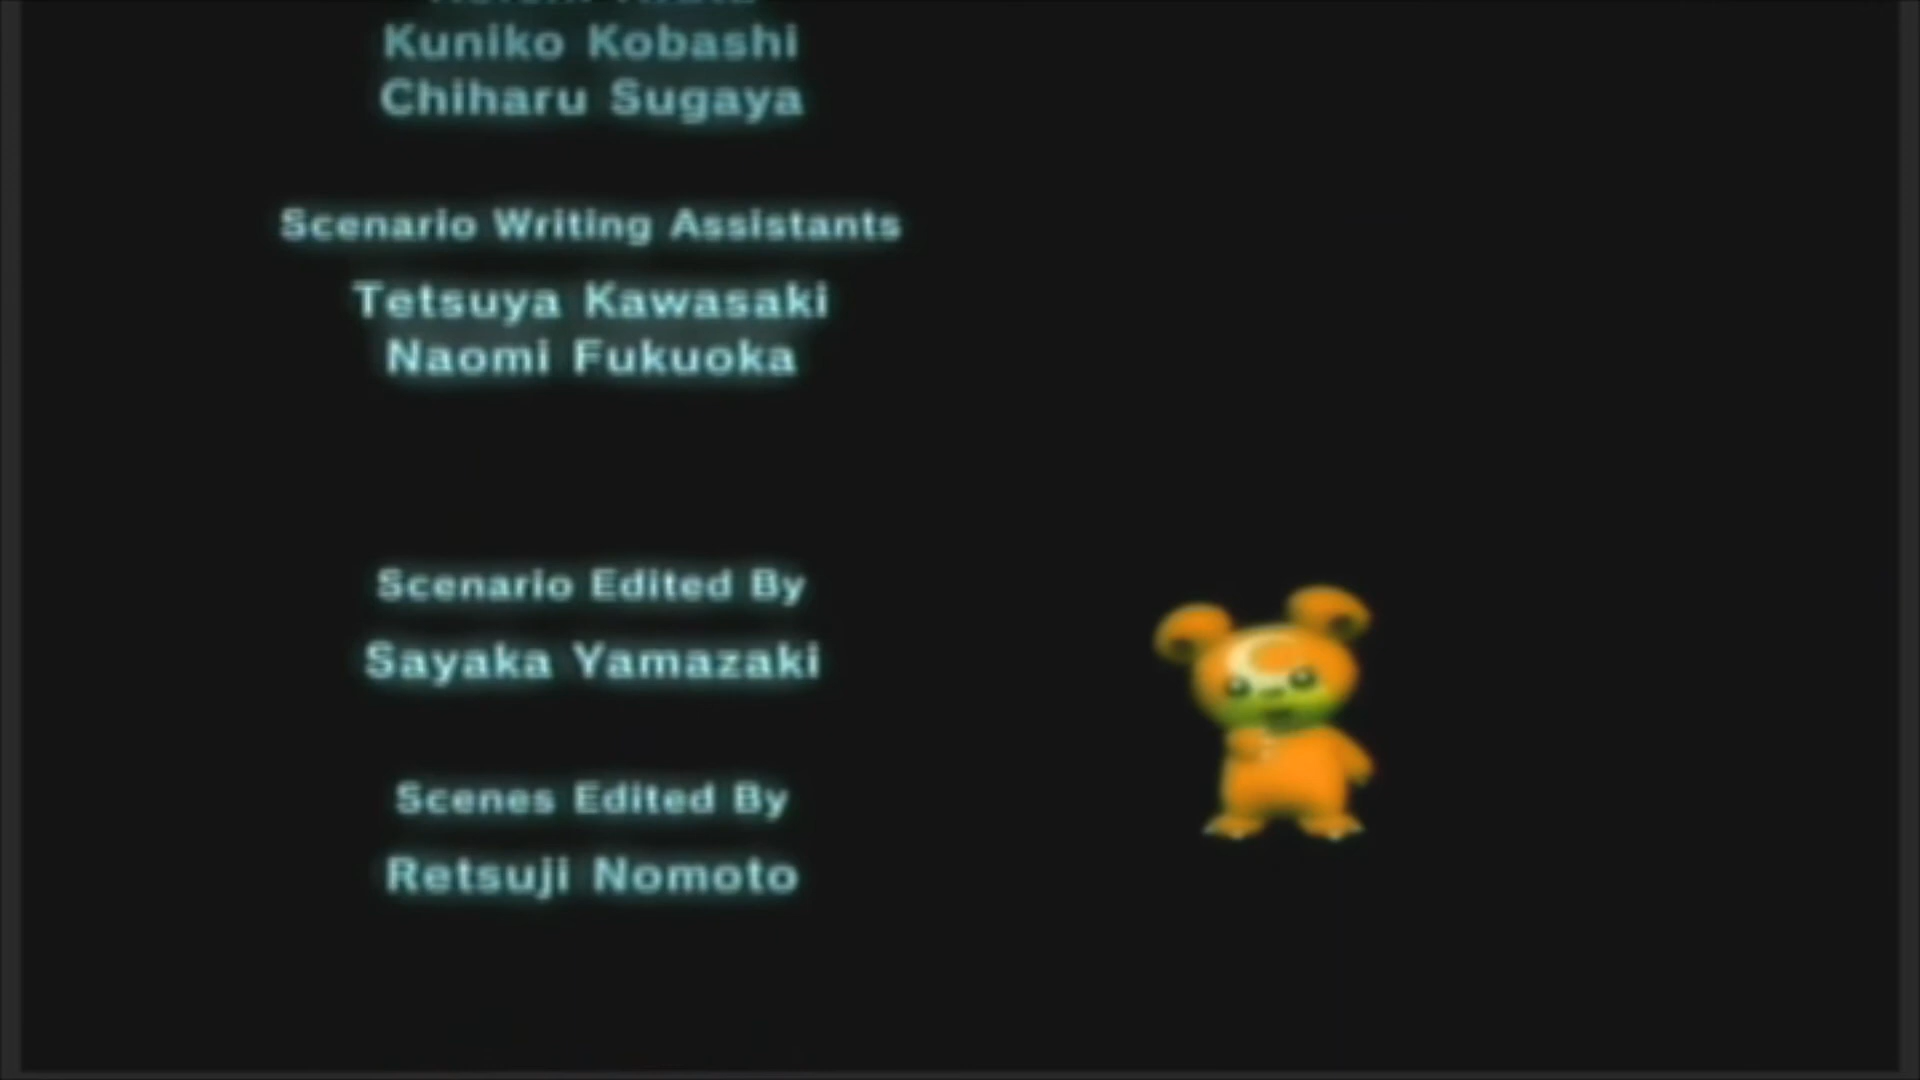 Kuniko Kobashi
Chiharu Sugaya
Scenario Writing Assistants
Tetsuya Kawasaki
Naomi Fukuoka
Scenario Edited By
Sayaka Yamazaki
Scenes Edited By
Retsuji Nomoto